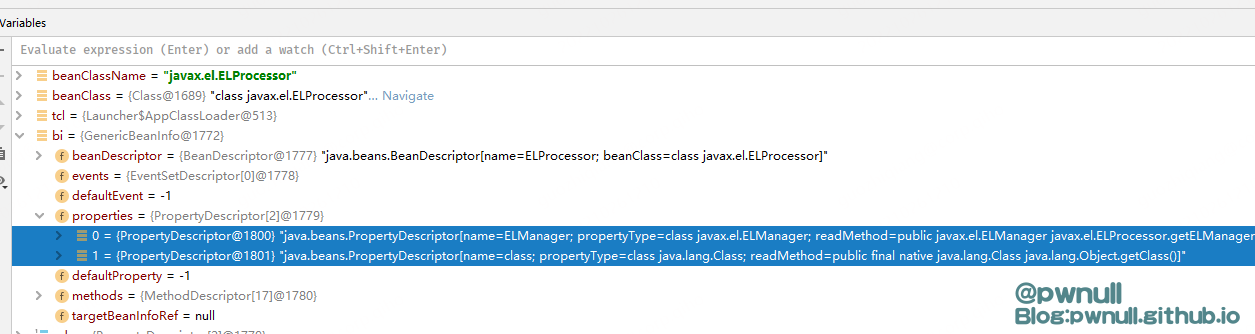 Variables
Evaluate expression (Enter) or add a watch (Ctrl+Shift+Enter)
beanClassName = "javax.el.ELProcessor"
beanClass = {Class@1689} "class javax.el.ELProcessor"... Navigate
tcl = {Launcher$AppClassLoader@513}
bi = {GenericBeanInfo@1772}
f beanDescriptor = {BeanDescriptor@1777} "java.beans.BeanDescriptor[name=ELProcessor; beanClass=class javax.el.ELProcessor]"
f events = {EventSetDescriptor[0]@1778}
f defaultEvent = -1
f properties = {PropertyDescriptor[2]@1779}
0 = {PropertyDescriptor@1800} "java.beans.PropertyDescriptor[name=ELManager; propertyType=class javax.el.ELManager; readMethod=public javax.el.ELManager javax.el.ELProcessor.getELManager
1 = {PropertyDescriptor@1801} "java.beans.PropertyDescriptor[name=class; propertyType=class java.lang.Class; readMethod=public final native java.lang.Class java.lang.Object.getClass()]"
f defaultProperty = -1
f methods = {MethodDescriptor[17]@1780}
f targetBeanInfoRef = null
@pwnull
Blog:pwnull.github.io